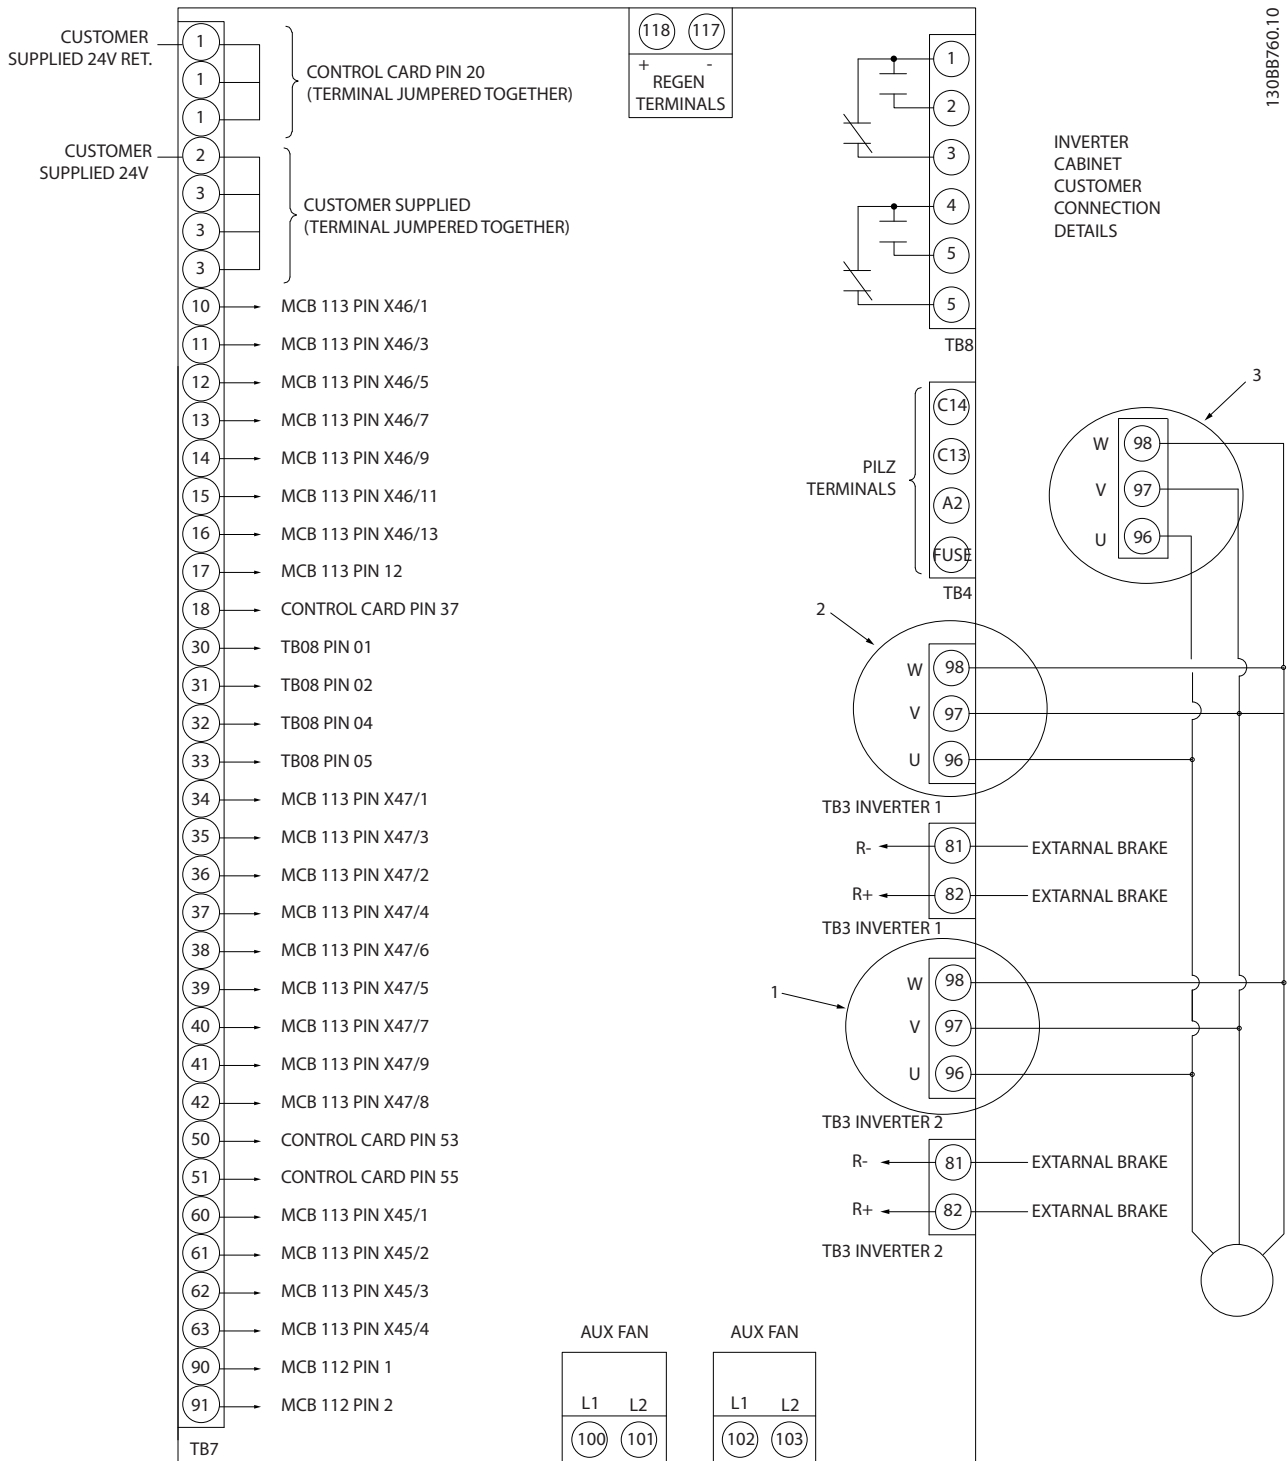 130BB760.10
CUSTOMER
SUPPLIED 24V RET.
1
1
1
CONTROL CARD PIN 20
(TERMINAL JUMPERED TOGETHER)
CUSTOMER
SUPPLIED 24V
2
3
3
3
CUSTOMER SUPPLIED
(TERMINAL JUMPERED TOGETHER)
10 MCB 113 PIN X46/1
11 MCB 113 PIN X46/3
12 MCB 113 PIN X46/5
13 MCB 113 PIN X46/7
14 MCB 113 PIN X46/9
15 MCB 113 PIN X46/11
16 MCB 113 PIN X46/13
17 MCB 113 PIN 12
18 CONTROL CARD PIN 37
30 TB08 PIN 01
31 TB08 PIN 02
32 TB08 PIN 04
33 TB08 PIN 05
34 MCB 113 PIN X47/1
35 MCB 113 PIN X47/3
36 MCB 113 PIN X47/2
37 MCB 113 PIN X47/4
38 MCB 113 PIN X47/6
39 MCB 113 PIN X47/5
40 MCB 113 PIN X47/7
41 MCB 113 PIN X47/9
42 MCB 113 PIN X47/8
50 CONTROL CARD PIN 53
51 CONTROL CARD PIN 55
60 MCB 113 PIN X45/1
61 MCB 113 PIN X45/2
62 MCB 113 PIN X45/3
63 MCB 113 PIN X45/4
90 MCB 112 PIN 1
91 MCB 112 PIN 2
TB7
118 117
+ -
REGEN
TERMINALS
1
2
3
4
5
5
TB8
INVERTER
CABINET
CUSTOMER
CONNECTION
DETAILS
PILZ
TERMINALS
C14
C13
A2
FUSE
TB4
3
W 98
V 97
U 96
2
W 98
V 97
U 96
TB3 INVERTER 1
R- 81 EXTARNAL BRAKE
R+ 82 EXTARNAL BRAKE
TB3 INVERTER 1
1
W 98
V 97
U 96
TB3 INVERTER 2
R- 81 EXTARNAL BRAKE
R+ 82 EXTARNAL BRAKE
TB3 INVERTER 2
AUX FAN
L1 L2
100 101
AUX FAN
L1 L2
102 103